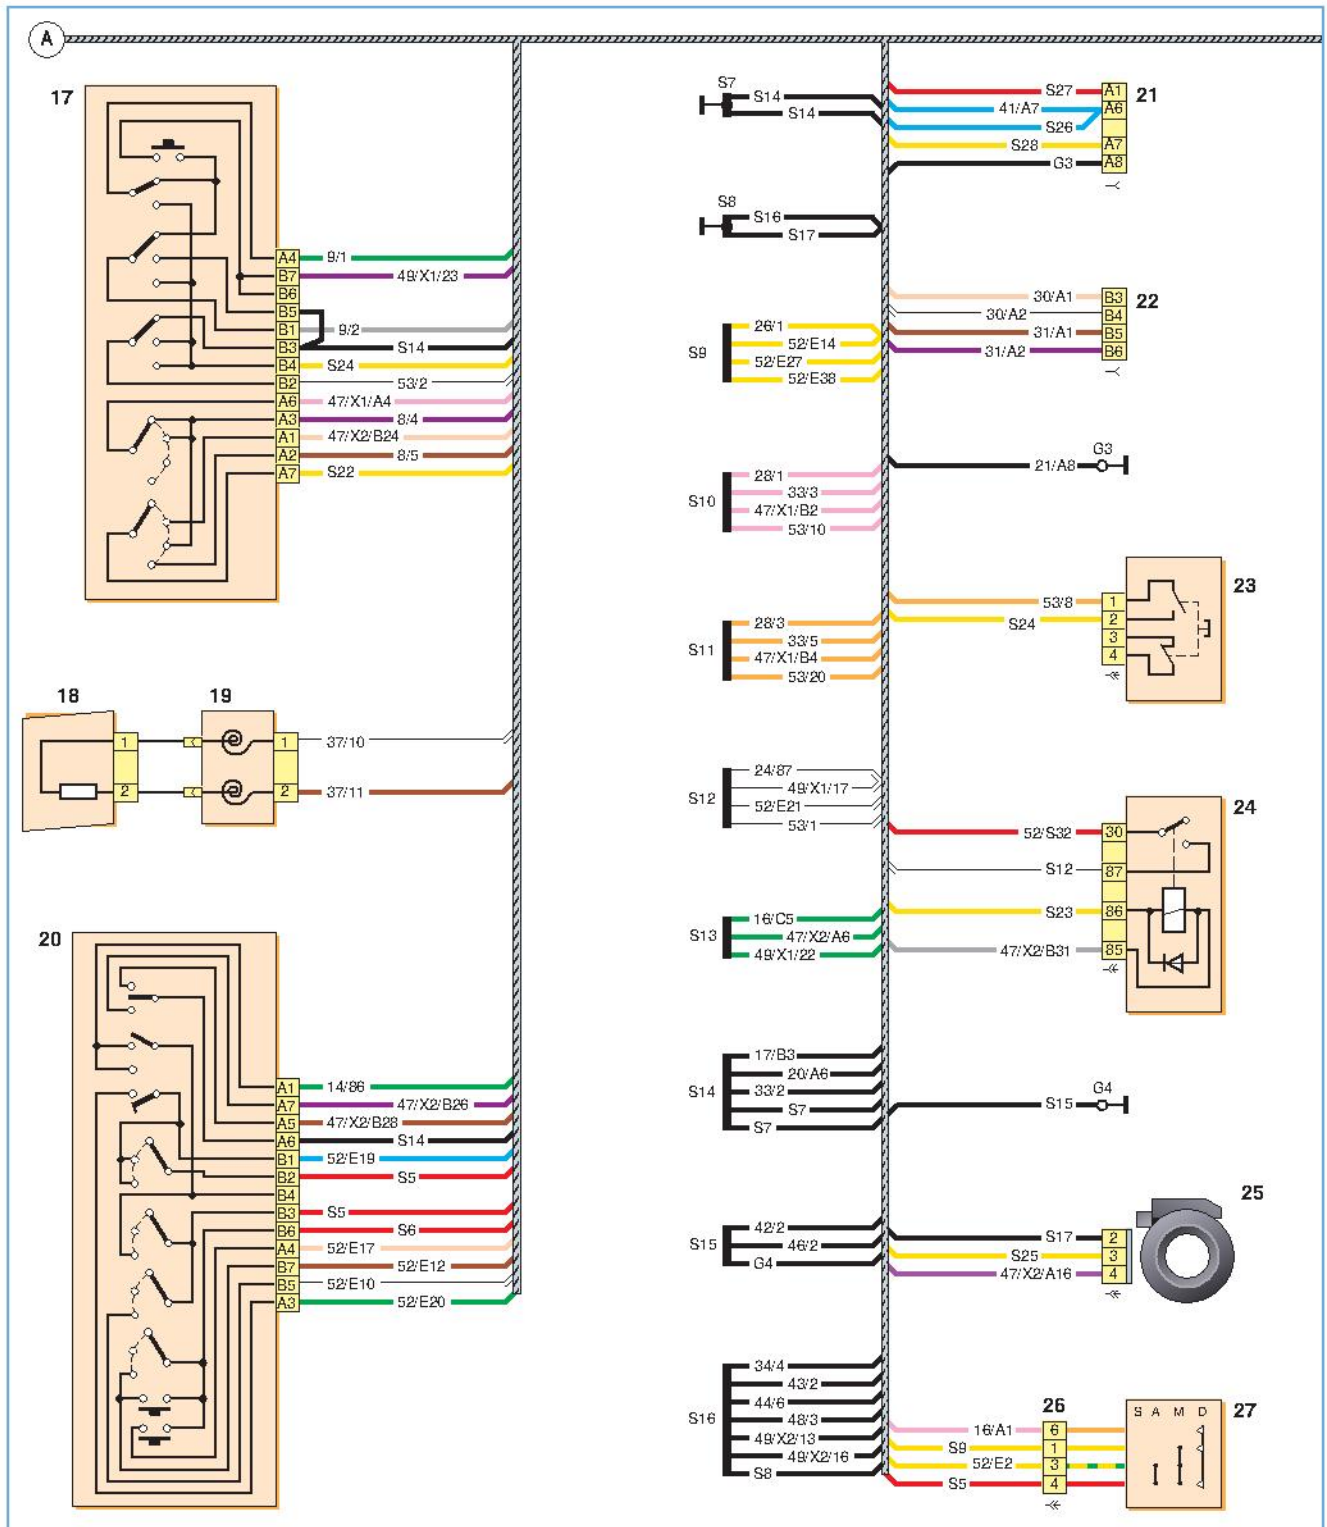 A
17
A4 9/1
B7 49/X1/23
B6
B5
B1 9/2
B3 S14
B4 S24
B2 53/2
A6 47/X1/A4
A3 8/4
A1 47/X2/B24
A2 8/5
A7 S22
18
19
1
1 37/10
2
2 37/11
20
A1 14/86
A7 47/X2/B26
A5 47/X2/B28
A6 S14
B1 52/E19
B2 S5
B4
B3 S5
B6 S6
A4 52/E17
B7 52/E12
B5 52/E10
A3 52/E20
S7
S14
S14
S8
S16
S17
S9
26/1
52/E14
52/E27
52/E38
S10
28/1
33/3
47/X1/B2
53/10
S11
28/3
33/5
47/X1/B4
53/20
S12
24/87
49/X1/17
52/E21
53/1
S13
16/C5
47/X2/A6
49/X1/22
S14
17/B3
20/A6
33/2
S7
S7
S15
42/2
46/2
G4
S16
34/4
43/2
44/6
48/3
49/X2/13
49/X2/16
S8
21
S27 A1
41/A7 A6
S26
S28 A7
G3 A8
22
30/A1 B3
30/A2 B4
31/A1 B5
31/A2 B6
G3
21/A8
23
53/8 1
S24 2
3
4
24
52/S32 30
S12 87
S23 86
47/X2/B31 85
G4
S15
25
S17 2
S25 3
47/X2/A16 4
26
27
S A M D
16/A1 6
S9 1
52/E2 3
S5 4